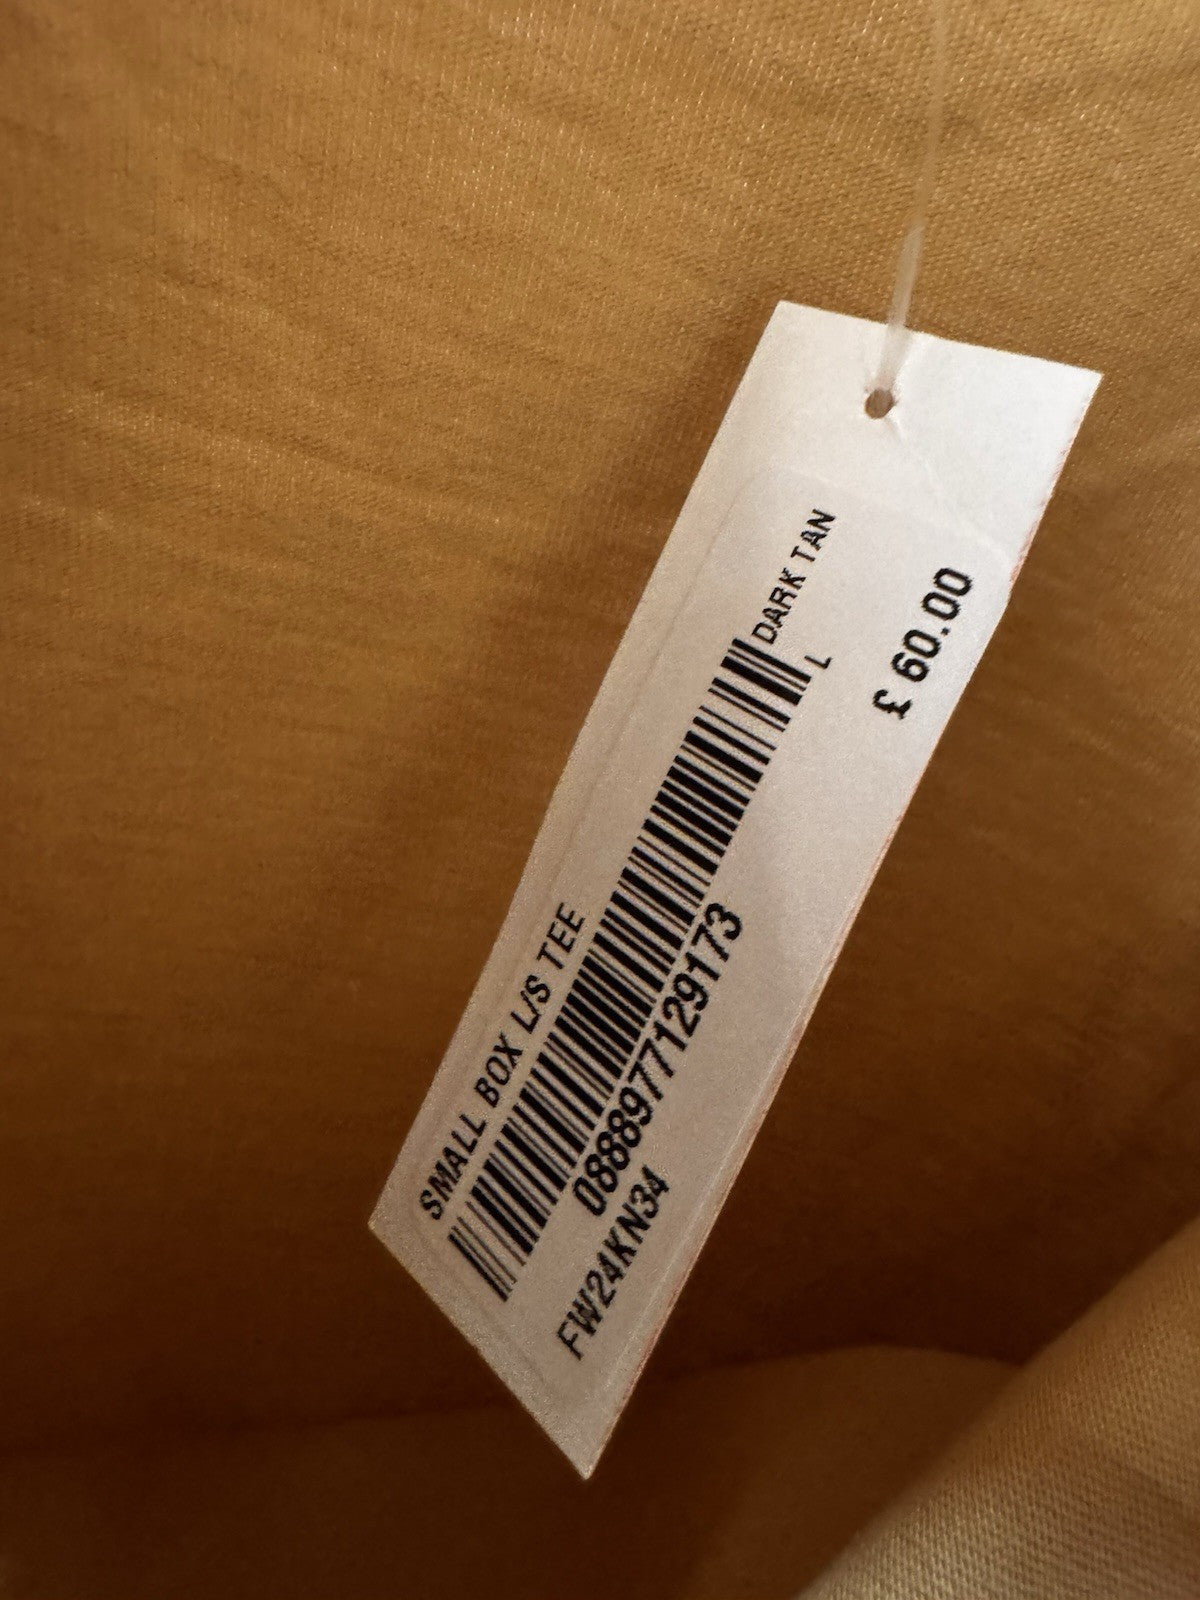 SMALL BOX L/S TEE
DARK TAN
L
0888977129173
FW24KN34
£ 60.00